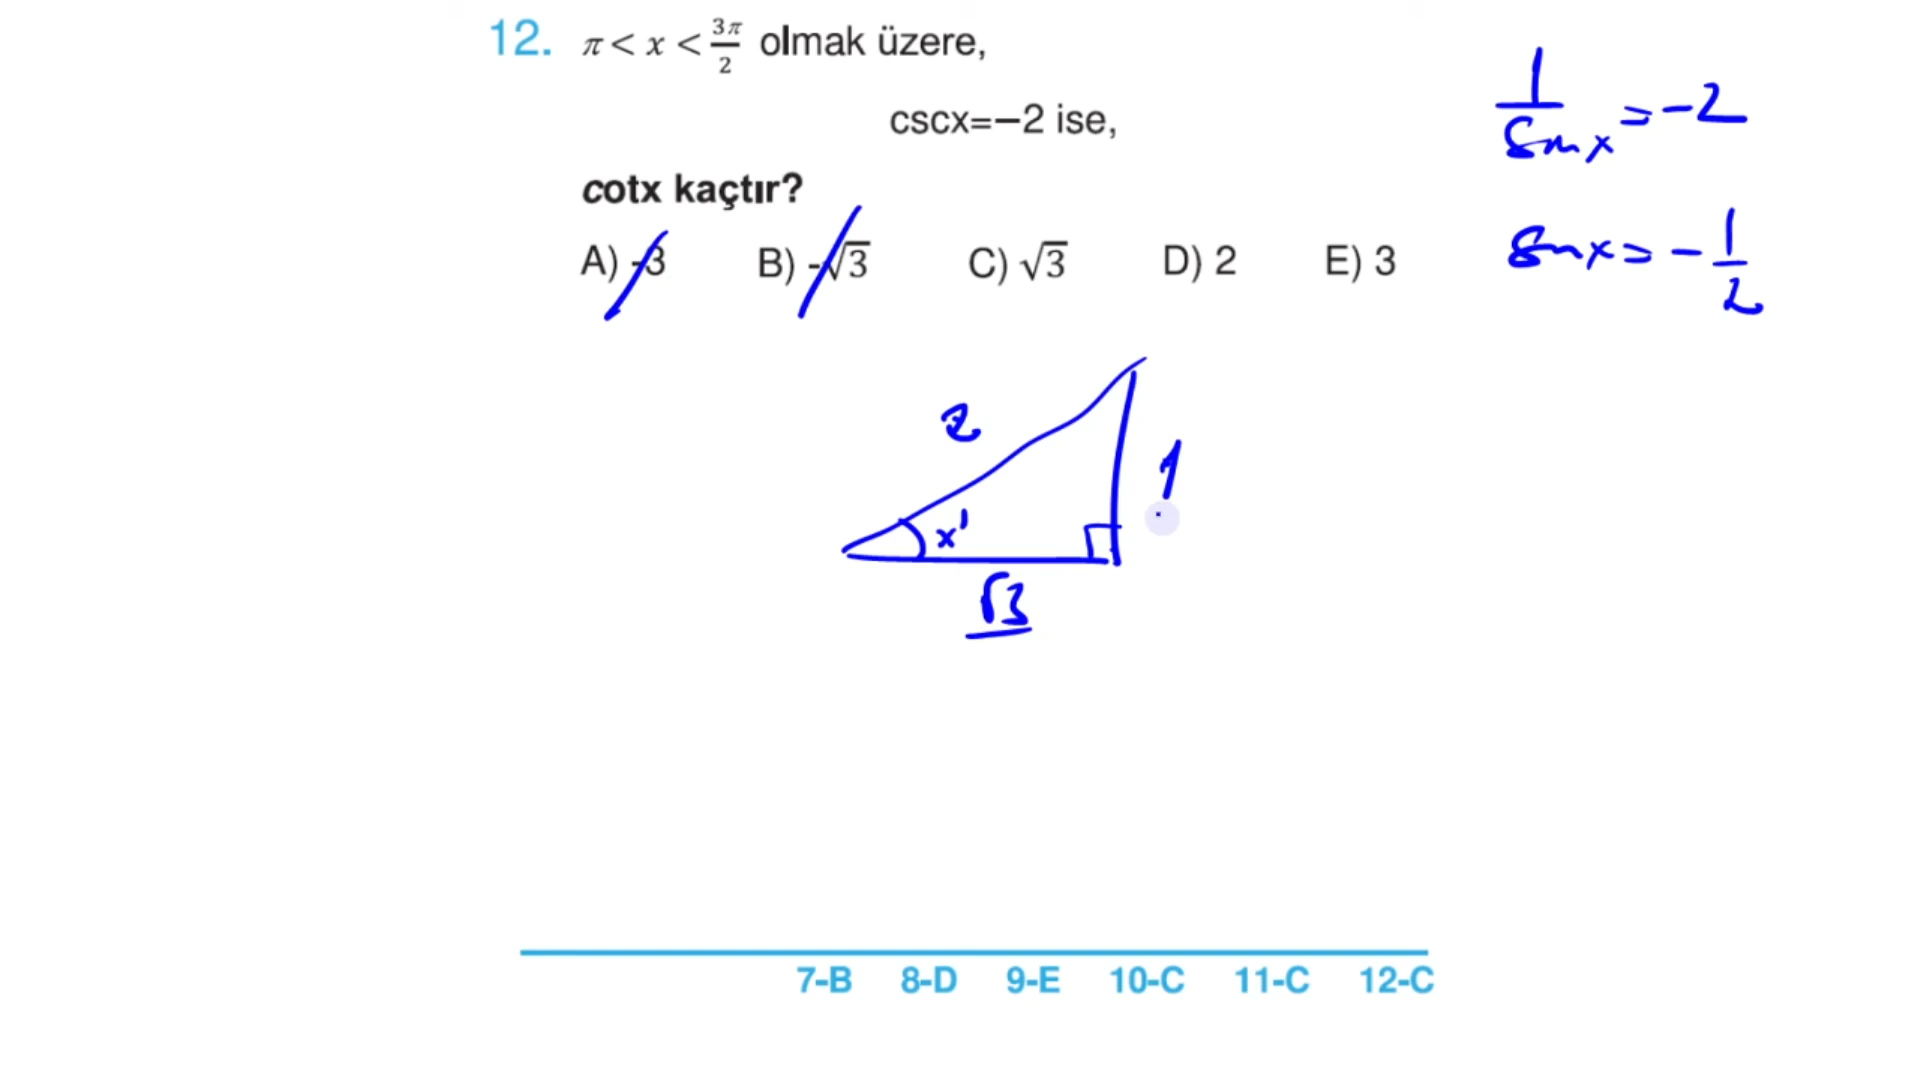 12. π < x < 3π/2 olmak üzere,
cscx=−2 ise,
cotx kaçtır?
A) -3 B) -√3 C) √3 D) 2 E) 3
1/sinx = -2
sinx = -1/2
2
1
x'
√3
7-B 8-D 9-E 10-C 11-C 12-C